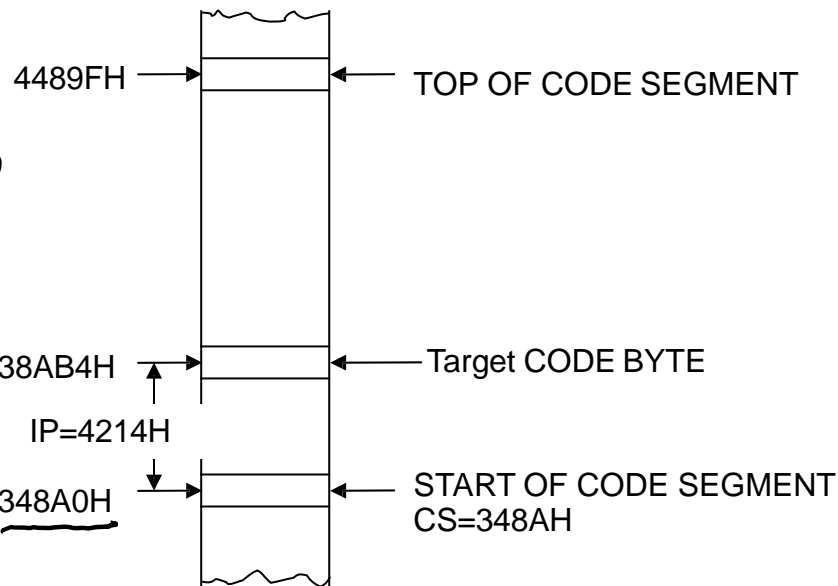 4489FH TOP OF CODE SEGMENT
38AB4H Target CODE BYTE
IP=4214H
348A0H START OF CODE SEGMENT
CS=348AH